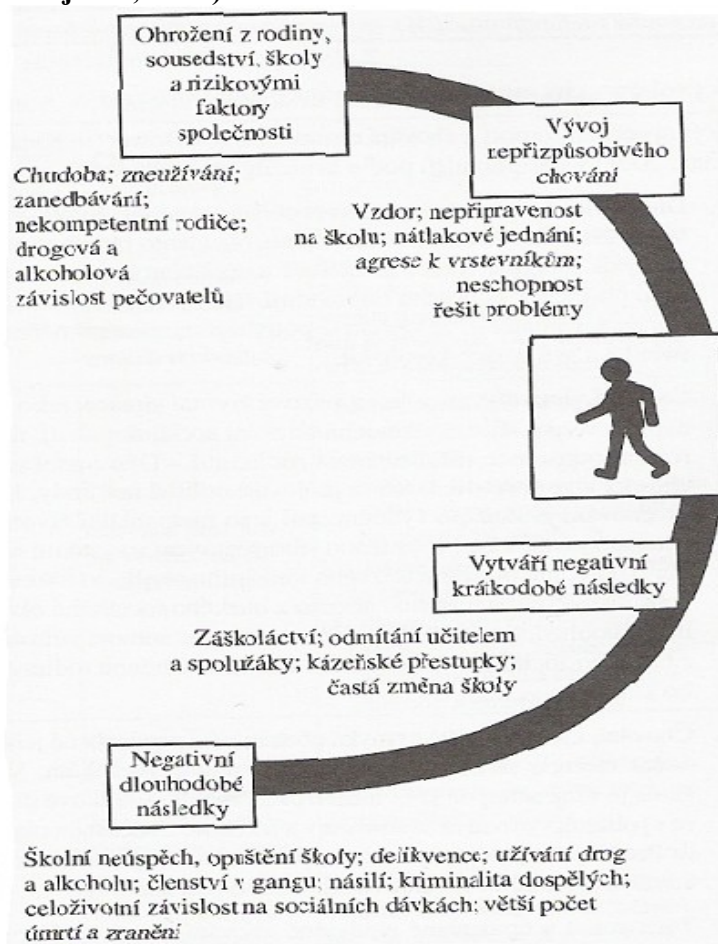 Ohrožení z rodiny,
sousedství, školy
a rizikovými
faktory
společnosti
Chudoba; zneužívání;
zanedbávání;
nekompetentní rodiče;
drogová a
alkoholová
závislost pečovatelů
Vývoj
nepřizpůsobivého
chování
Vzdor; nepřipravenost
na školu; nátlakové jednání;
agrese k vrstevníkům;
neschopnost
řešit problémy
Vytváří negativní
krátkodobé následky
Záškoláctví; odmítání učitelem
a spolužáky; kázeňské přestupky;
častá změna školy
Negativní
dlouhodobé
následky
Školní neúspěch, opuštění školy; delikvence; užívání drog
a alkoholu; členství v gangu; násilí; kriminalita dospělých;
celoživotní závislost na sociálních dávkách; větší počet
úmrtí a zranění